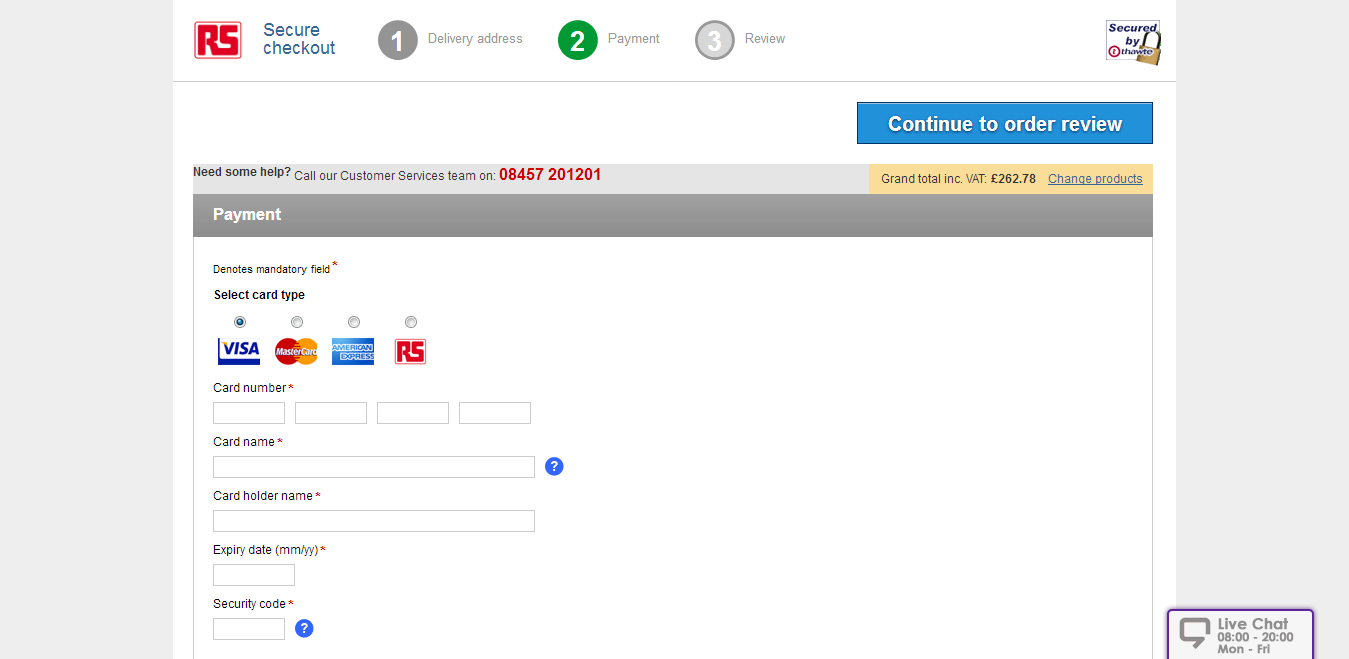 RS
Secure
checkout
1
Delivery address
2
Payment
3
Review
Secured
by
thawte
Continue to order review
Need some help? Call our Customer Services team on: 08457 201201
Grand total inc. VAT: £262.78 Change products
Payment
Denotes mandatory field*
Select card type
VISA
MasterCard
AMERICAN
EXPRESS
RS
Card number*
Card name*
?
Card holder name*
Expiry date (mm/yy)*
Security code*
?
Live Chat
08:00 - 20:00
Mon - Fri